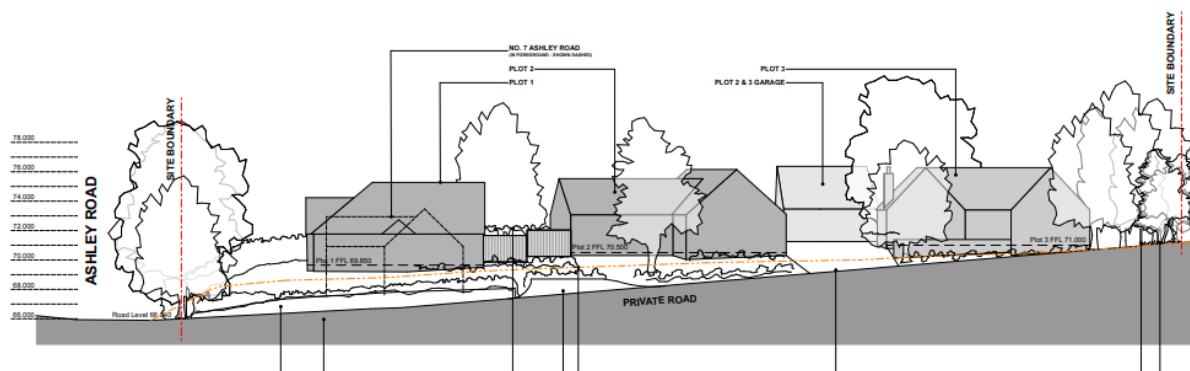 NO. 7 ASHLEY ROAD
(IN FOREGROUND - SHOWN DASHED)
PLOT 2
PLOT 1
PLOT 3
PLOT 2 & 3 GARAGE
SITE BOUNDARY
SITE BOUNDARY
ASHLEY ROAD
78.000
76.000
74.000
72.000
70.000
68.000
66.000
Plot 1 FFL 69.650
Plot 2 FFL 70.500
Plot 3 FFL 71.000
Road Level 66.040
PRIVATE ROAD